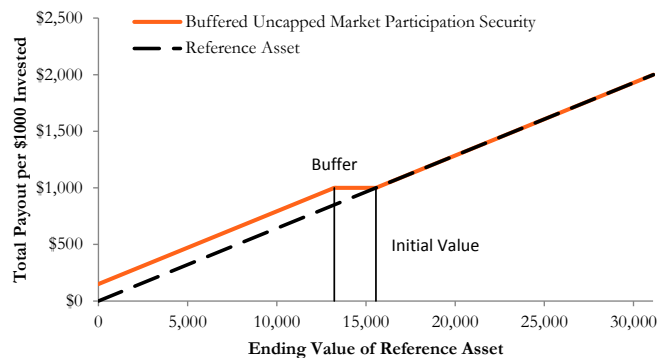 Buffered Uncapped Market Participation Security
Reference Asset
Total Payout per $1000 Invested
$2,500
$2,000
$1,500
$1,000
$500
$0
Buffer
Initial Value
0
5,000
10,000
15,000
20,000
25,000
30,000
Ending Value of Reference Asset